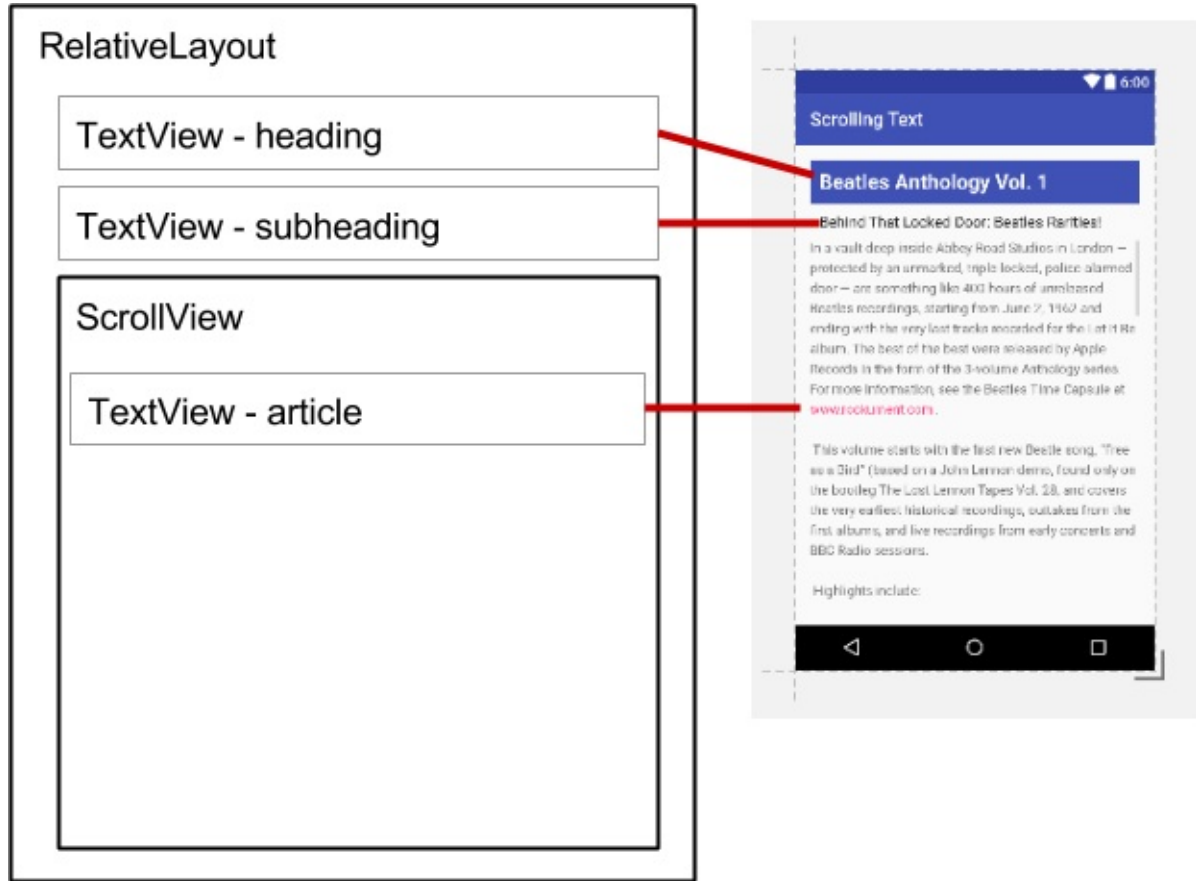 RelativeLayout
TextView - heading
TextView - subheading
ScrollView
TextView - article
6:00
Scrolling Text
Beatles Anthology Vol. 1
Behind That Locked Door: Beatles Rarities!
In a vault deep inside Abbey Road Studios in London —
protected by an unmarked, triple locked, police alarmed
door — are something like 400 hours of unreleased
Beatles recordings, starting from June 2, 1962 and
ending with the very last tracks recorded for the Let It Be
album. The best of the best were released by Apple
Records in the form of the 3-volume Anthology series.
For more information, see the Beatles Time Capsule at
www.rockument.com.
This volume starts with the first new Beatle song, "Free
as a Bird" (based on a John Lennon demo, found only on
the bootleg The Lost Lennon Tapes Vol. 28, and covers
the very earliest historical recordings, outtakes from the
first albums, and live recordings from early concerts and
BBC Radio sessions.
Highlights include: